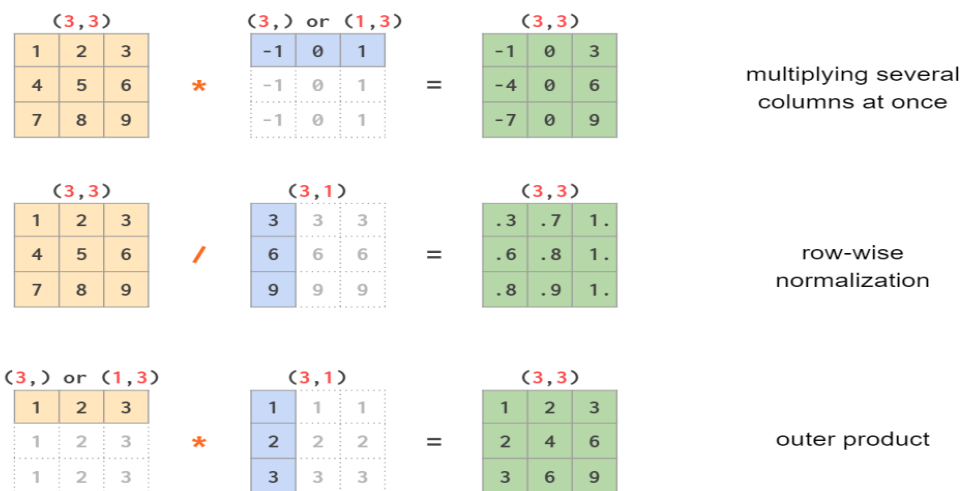 (3,3) (3,) or (1,3) (3,3)
1 2 3 -1 0 1 -1 0 3
4 5 6 * -1 0 1 = -4 0 6 multiplying several
7 8 9 -1 0 1 -7 0 9 columns at once
(3,3) (3,1) (3,3)
1 2 3 3 3 3 .3 .7 1.
4 5 6 / 6 6 6 = .6 .8 1. row-wise
7 8 9 9 9 9 .8 .9 1. normalization
(3,) or (1,3) (3,1) (3,3)
1 2 3 1 1 1 1 2 3
1 2 3 * 2 2 2 = 2 4 6 outer product
1 2 3 3 3 3 3 6 9